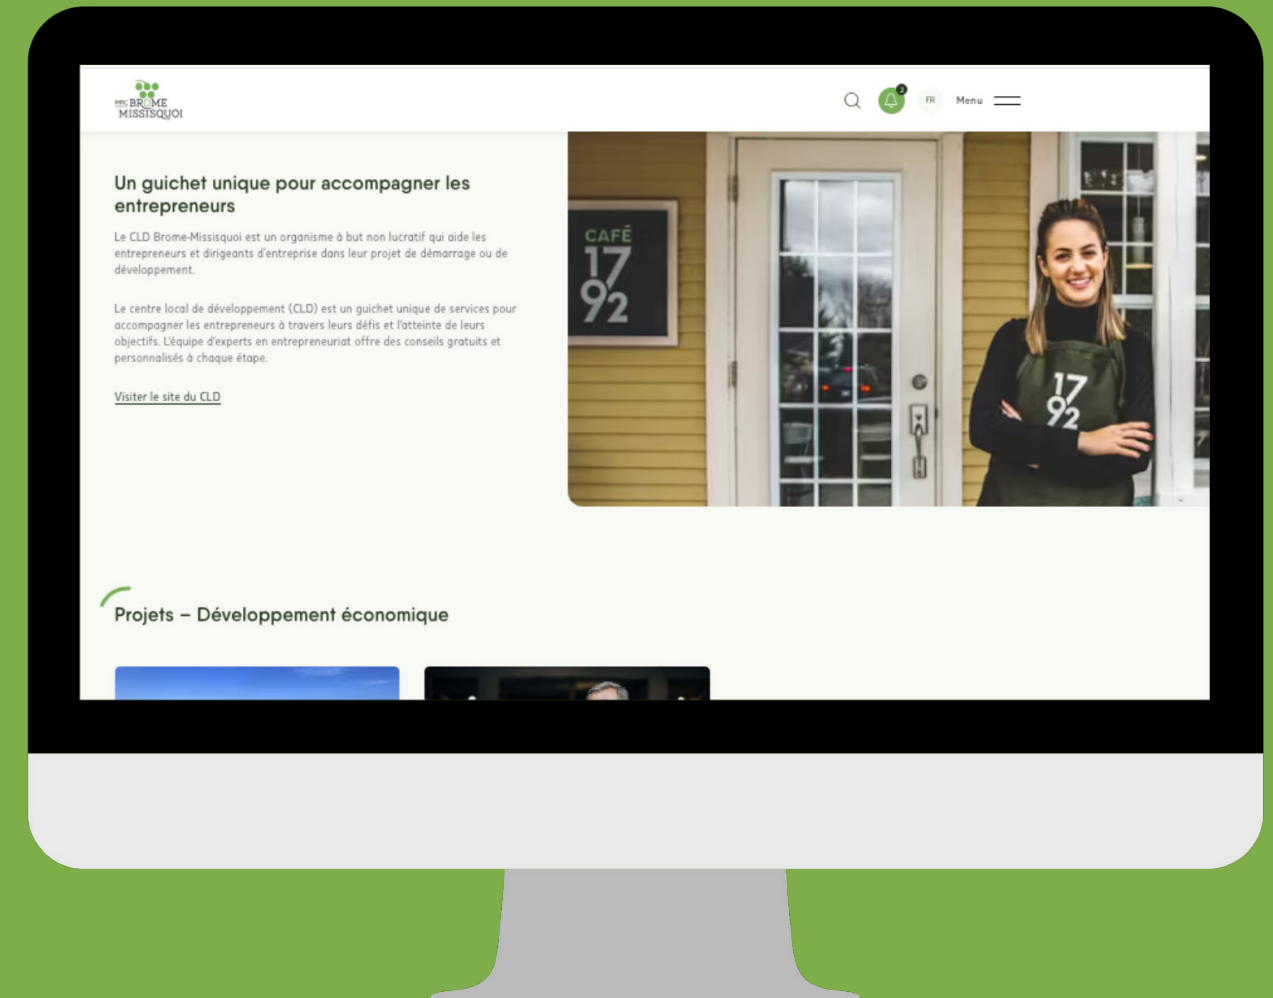 MRC BROME
MISSISQUOI
2
FR
Menu
Un guichet unique pour accompagner les
entrepreneurs
Le CLD Brome-Missisquoi est un organisme à but non lucratif qui aide les
entrepreneurs et dirigeants d'entreprise dans leur projet de démarrage ou de
développement.
Le centre local de développement (CLD) est un guichet unique de services pour
accompagner les entrepreneurs à travers leurs défis et l'atteinte de leurs
objectifs. L'équipe d'experts en entrepreneuriat offre des conseils gratuits et
personnalisés à chaque étape.
Visiter le site du CLD
CAFÉ
17
92
17
92
Projets – Développement économique